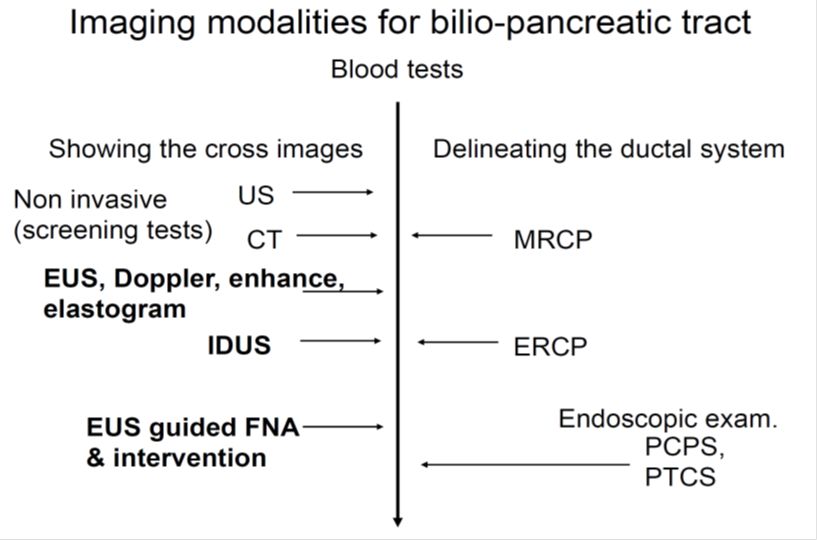 Imaging modalities for bilio-pancreatic tract
Blood tests
Showing the cross images
Delineating the ductal system
Non invasive
(screening tests)
US
CT
MRCP
EUS, Doppler, enhance,
elastogram
IDUS
ERCP
EUS guided FNA
& intervention
Endoscopic exam.
PCPS,
PTCS